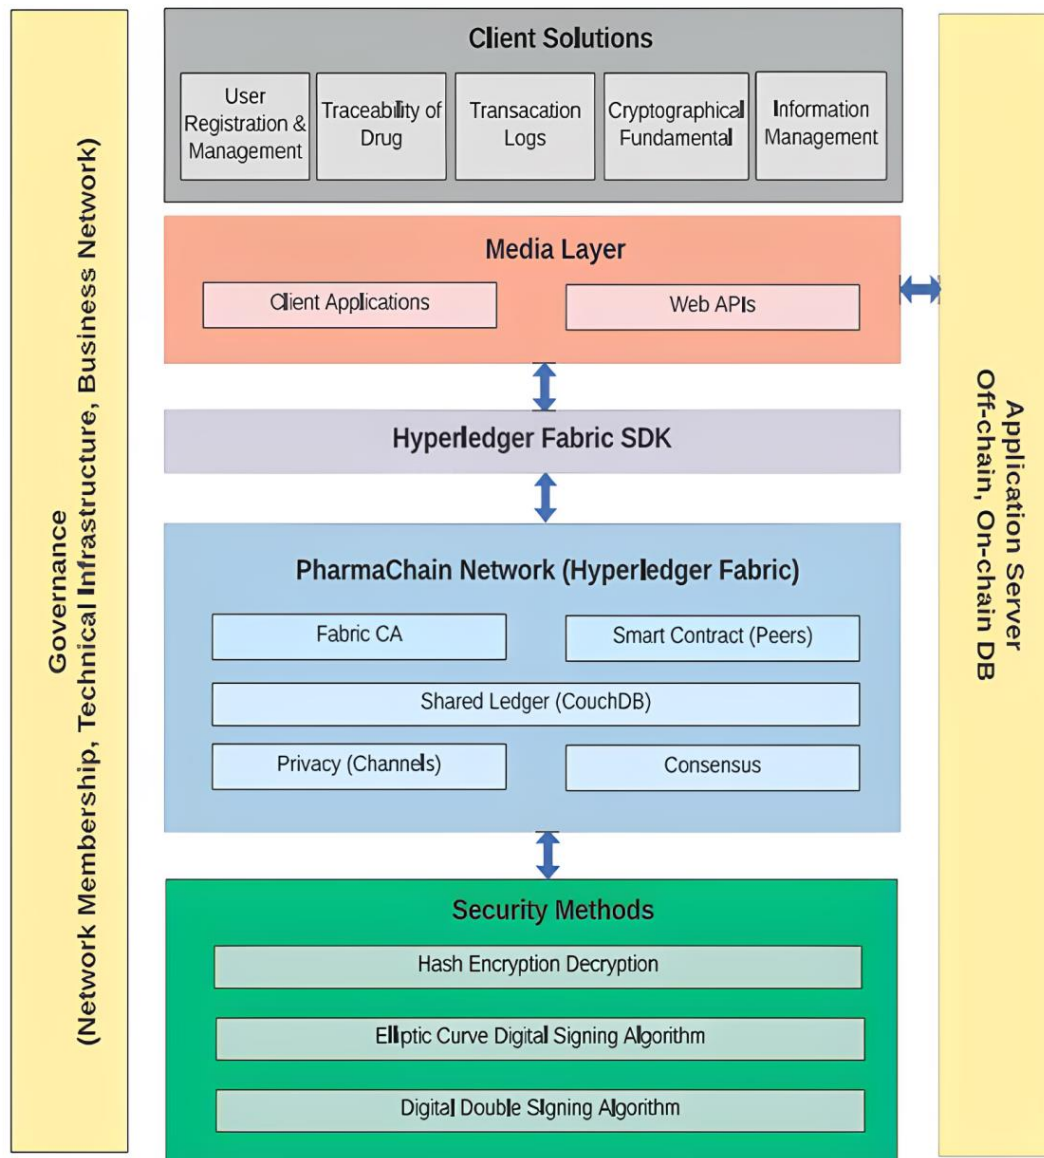 Governance
(Network Membership, Technical Infrastructure, Business Network)
Client Solutions
User
Registration &
Management
Traceability of
Drug
Transacation
Logs
Cryptographical
Fundamental
Information
Management
Media Layer
Client Applications
Web APIs
Hyperledger Fabric SDK
PharmaChain Network (Hyperledger Fabric)
Fabric CA
Smart Contract (Peers)
Shared Ledger (CouchDB)
Privacy (Channels)
Consensus
Security Methods
Hash Encryption Decryption
Elliptic Curve Digital Signing Algorithm
Digital Double Signing Algorithm
Application Server
Off-chain, On-chain DB